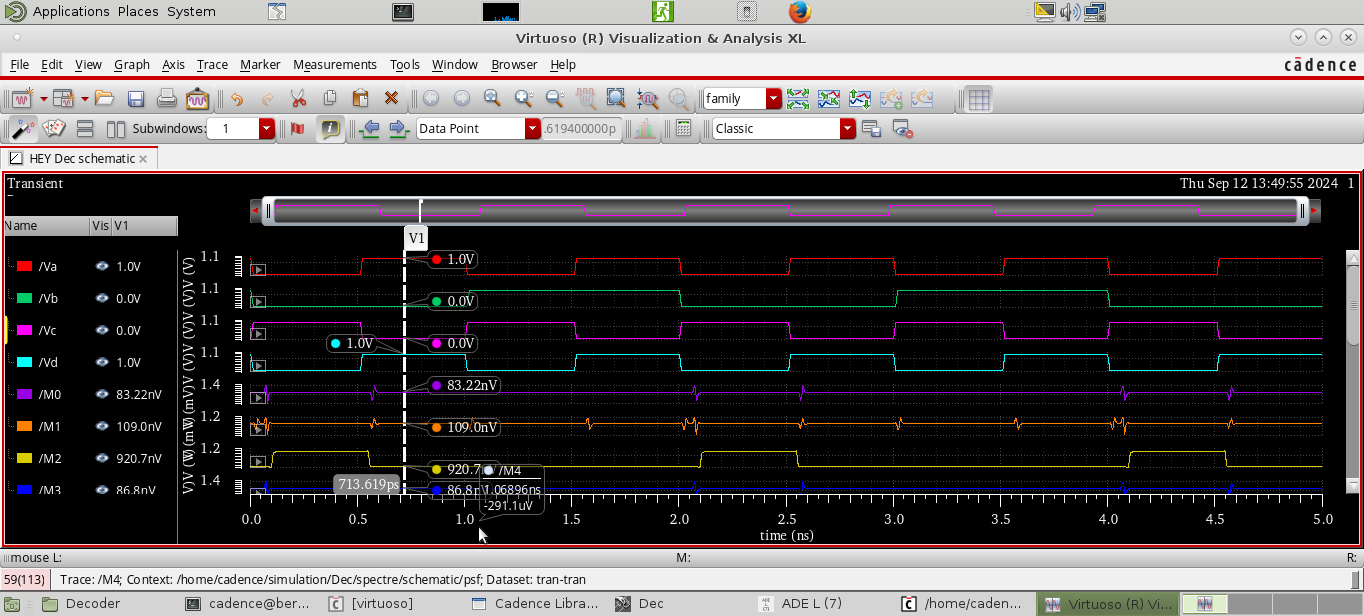 Applications Places System
Virtuoso (R) Visualization & Analysis XL
File Edit View Graph Axis Trace Marker Measurements Tools Window Browser Help
cādence
family
Subwindows: 1
Data Point
.619400000p
Classic
HEY Dec schematic
Transient
Thu Sep 12 13:49:55 2024 1
Name Vis V1
V1
/Va 1.0V
1.1
1.0V
/Vb 0.0V
1.1
0.0V
/Vc 0.0V
1.1
1.0V
0.0V
/Vd 1.0V
1.1
/M0 83.22nV
1.4
83.22nV
/M1 109.0nV
1.2
109.0nV
/M2 920.7nV
1.2
920.7
/M4
/M3 86.8nV
1.4
713.619ps
86.8
1.06896ns
-291.1uV
0.0 0.5 1.0 1.5 2.0 2.5 3.0 3.5 4.0 4.5 5.0
time (ns)
mouse L: M: R:
59(113) Trace: /M4; Context: /home/cadence/simulation/Dec/spectre/schematic/psf; Dataset: tran-tran
Decoder cadence@ber... [virtuoso] Cadence Libra... Dec ADE L (7) /home/caden... Virtuoso (R) Vi...